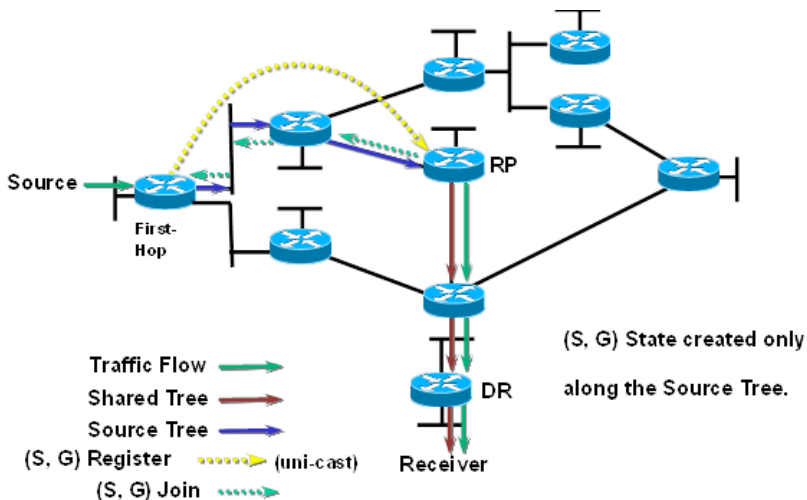 RP
Source
First-
Hop
(S, G) State created only
along the Source Tree.
Traffic Flow
Shared Tree
Source Tree
(S, G) Register
(uni-cast)
(S, G) Join
DR
Receiver